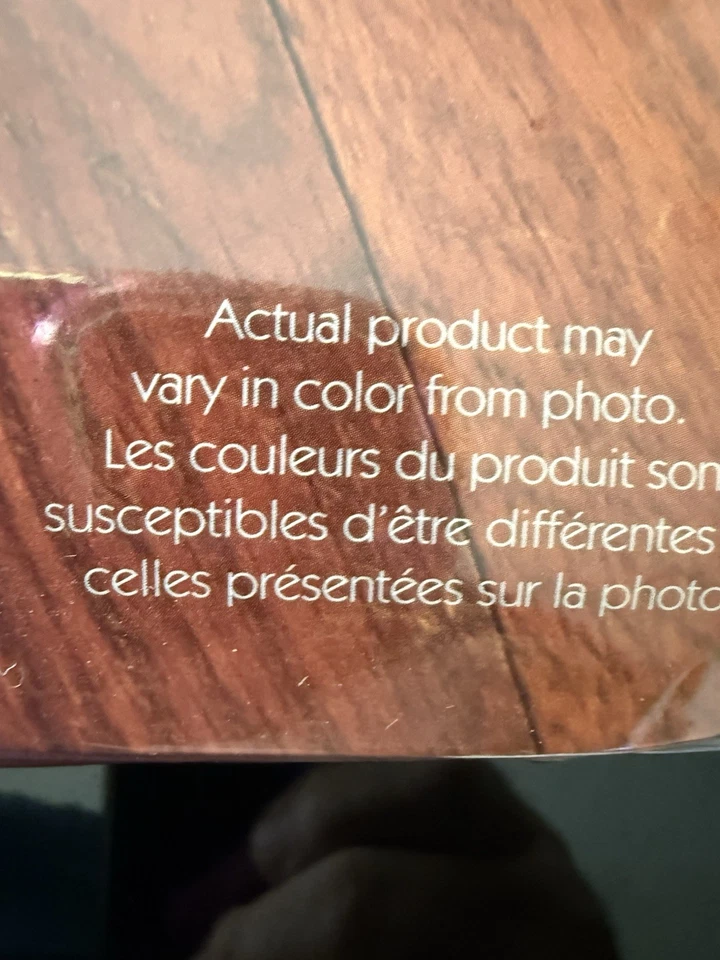 Actual product may
vary in color from photo.
Les couleurs du produit son
susceptibles d'être différentes
celles présentées sur la photo